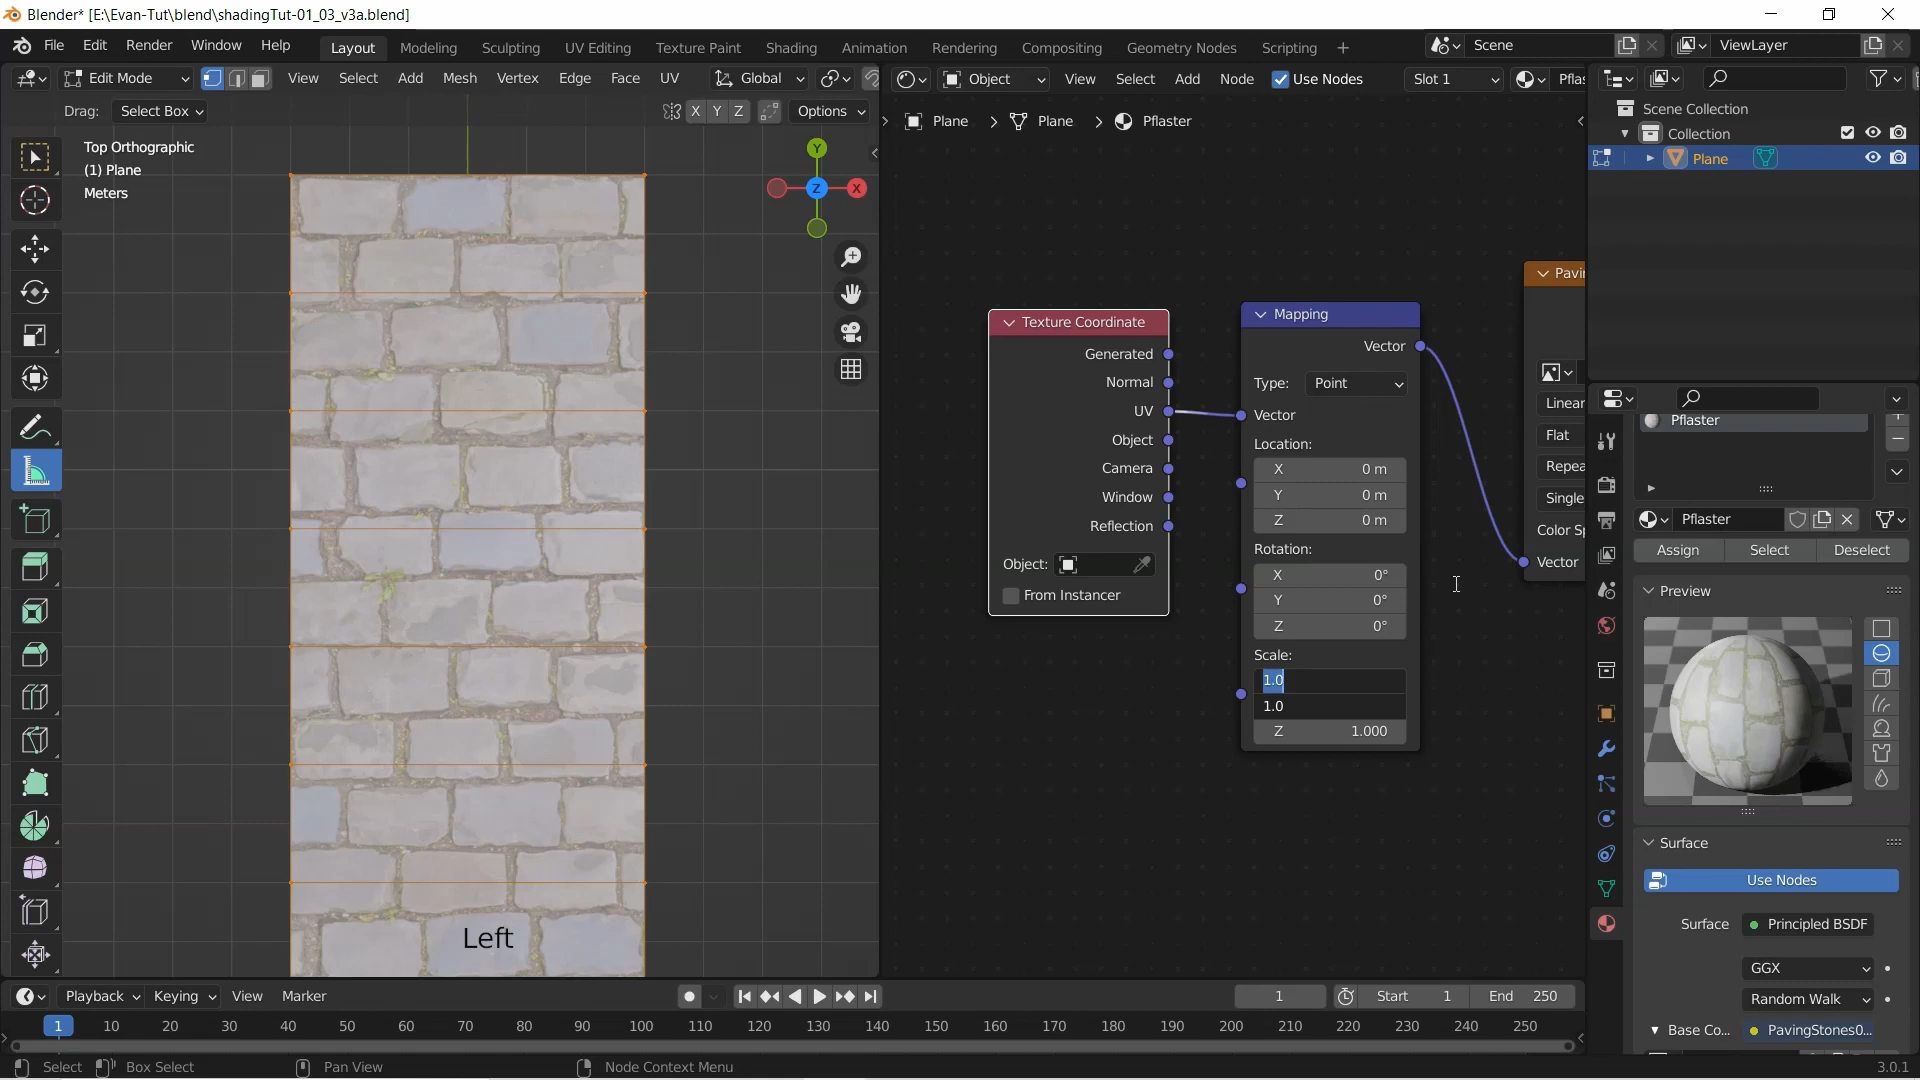 Blender* [E:\Evan-Tut\blend\shadingTut-01_03_v3a.blend]
File Edit Render Window Help Layout Modeling Sculpting UV Editing Texture Paint Shading Animation Rendering Compositing Geometry Nodes Scripting + Scene ViewLayer
Edit Mode View Select Add Mesh Vertex Edge Face UV Global
Object View Select Add Node Use Nodes Slot 1 Pflas
Drag: Select Box X Y Z Options
Plane > Plane > Pflaster
Scene Collection
Collection
Plane
Top Orthographic
(1) Plane
Meters
Y
Z
X
Texture Coordinate
Generated
Normal
UV
Object
Camera
Window
Reflection
Object:
From Instancer
Mapping
Vector
Type: Point
Vector
Location:
X 0 m
Y 0 m
Z 0 m
Rotation:
X 0°
Y 0°
Z 0°
Scale:
1.0
1.0
Z 1.000
Pavin
Linear
Flat
Repea
Single
Color Sp
Vector
Pflaster
Pflaster
Assign Select Deselect
Preview
Surface
Use Nodes
Surface Principled BSDF
GGX
Random Walk
Base Co... PavingStones0...
Left
Playback Keying View Marker 1 Start 1 End 250
1 10 20 30 40 50 60 70 80 90 100 110 120 130 140 150 160 170 180 190 200 210 220 230 240 250
Select Box Select Pan View Node Context Menu 3.0.1